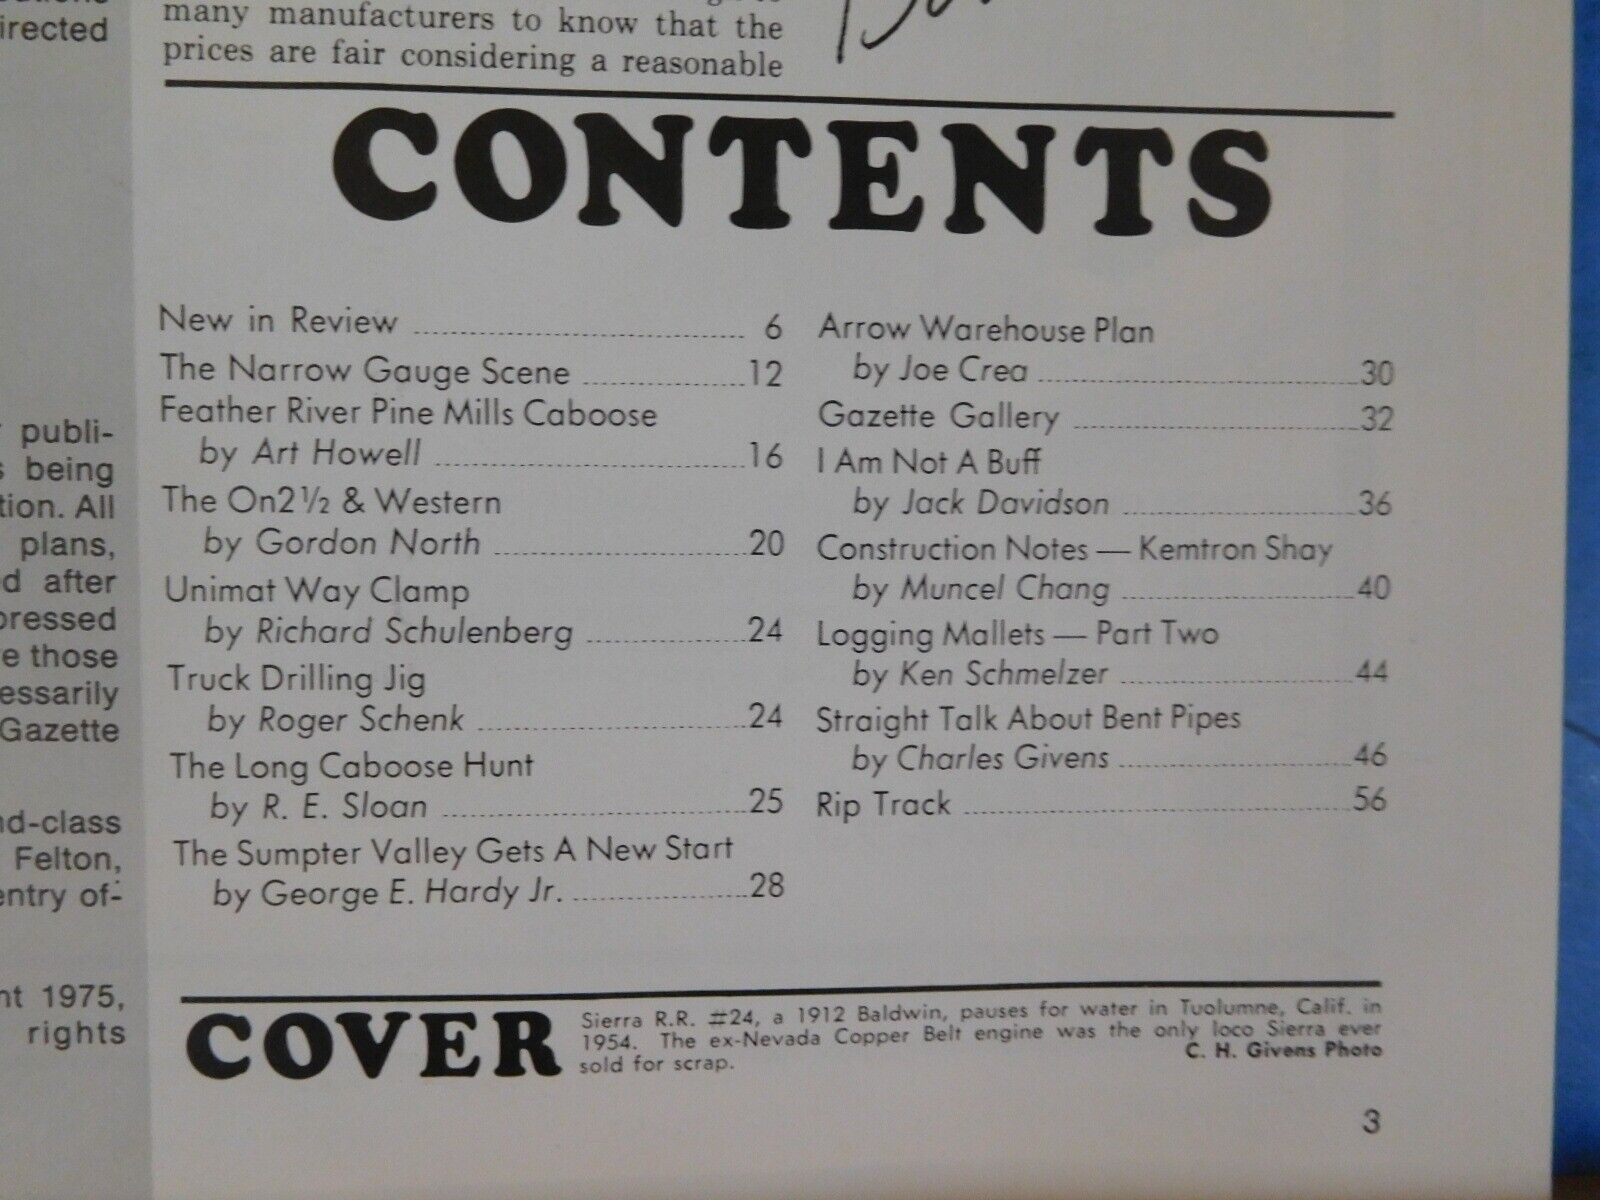 irected
publi-
being
tion. All
plans,
after
pressed
those
essarily
Gazette
nd-class
Felton,
entry of-
1975,
rights
many manufacturers to know that the
prices are fair considering a reasonable
CONTENTS
New in Review 6
The Narrow Gauge Scene 12
Feather River Pine Mills Caboose
by Art Howell 16
The On2½ & Western
by Gordon North 20
Unimat Way Clamp
by Richard Schulenberg 24
Truck Drilling Jig
by Roger Schenk 24
The Long Caboose Hunt
by R. E. Sloan 25
The Sumpter Valley Gets A New Start
by George E. Hardy Jr. 28
Arrow Warehouse Plan
by Joe Crea 30
Gazette Gallery 32
I Am Not A Buff
by Jack Davidson 36
Construction Notes — Kemtron Shay
by Muncel Chang 40
Logging Mallets — Part Two
by Ken Schmelzer 44
Straight Talk About Bent Pipes
by Charles Givens 46
Rip Track 56
COVER
Sierra R.R. #24, a 1912 Baldwin, pauses for water in Tuolumne, Calif. in
1954. The ex-Nevada Copper Belt engine was the only loco Sierra ever
sold for scrap. C. H. Givens Photo
3